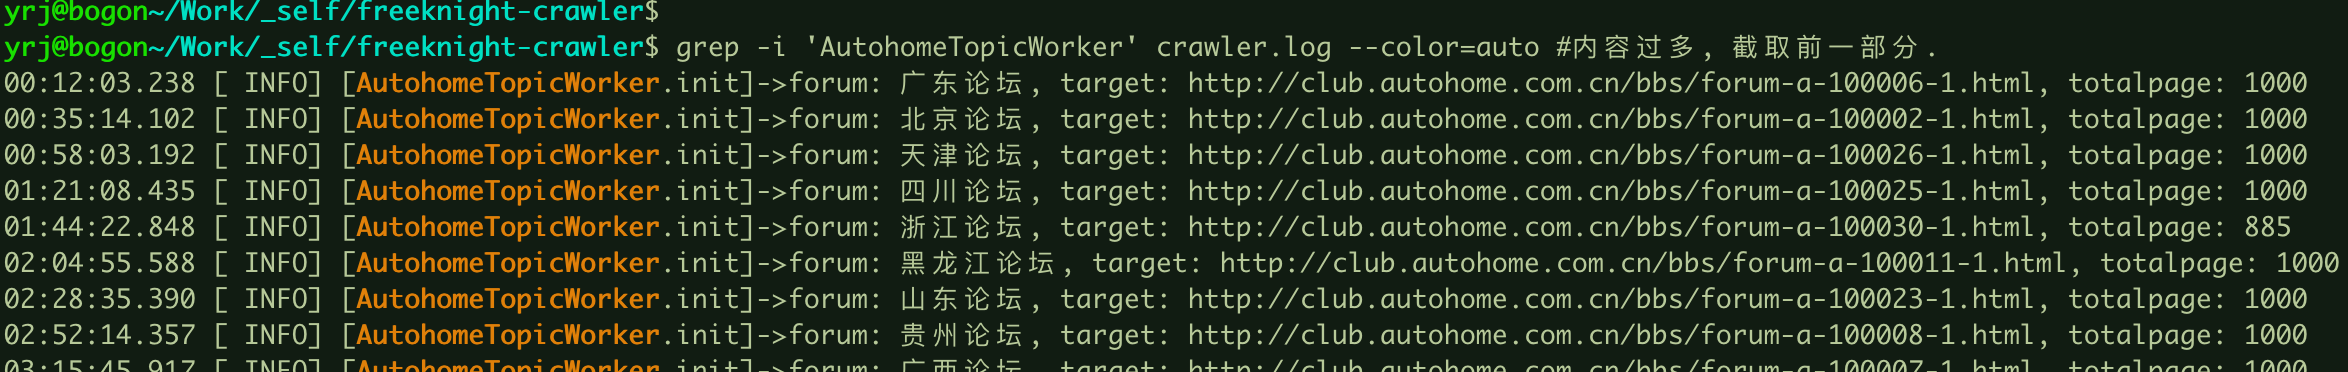 yrj@bogon~/Work/_self/freeknight-crawler$
yrj@bogon~/Work/_self/freeknight-crawler$ grep -i 'AutohomeTopicWorker' crawler.log --color=auto #内容过多, 截取前一部分.
00:12:03.238 [ INFO] [AutohomeTopicWorker.init]->forum: 广东论坛, target: http://club.autohome.com.cn/bbs/forum-a-100006-1.html, totalpage: 1000
00:35:14.102 [ INFO] [AutohomeTopicWorker.init]->forum: 北京论坛, target: http://club.autohome.com.cn/bbs/forum-a-100002-1.html, totalpage: 1000
00:58:03.192 [ INFO] [AutohomeTopicWorker.init]->forum: 天津论坛, target: http://club.autohome.com.cn/bbs/forum-a-100026-1.html, totalpage: 1000
01:21:08.435 [ INFO] [AutohomeTopicWorker.init]->forum: 四川论坛, target: http://club.autohome.com.cn/bbs/forum-a-100025-1.html, totalpage: 1000
01:44:22.848 [ INFO] [AutohomeTopicWorker.init]->forum: 浙江论坛, target: http://club.autohome.com.cn/bbs/forum-a-100030-1.html, totalpage: 885
02:04:55.588 [ INFO] [AutohomeTopicWorker.init]->forum: 黑龙江论坛, target: http://club.autohome.com.cn/bbs/forum-a-100011-1.html, totalpage: 1000
02:28:35.390 [ INFO] [AutohomeTopicWorker.init]->forum: 山东论坛, target: http://club.autohome.com.cn/bbs/forum-a-100023-1.html, totalpage: 1000
02:52:14.357 [ INFO] [AutohomeTopicWorker.init]->forum: 贵州论坛, target: http://club.autohome.com.cn/bbs/forum-a-100008-1.html, totalpage: 1000
03:15:45.917 [ INFO] [AutohomeTopicWorker.init]->forum: 广西论坛, target: http://club.autohome.com.cn/bbs/forum-a-100007-1.html, totalpage: 1000